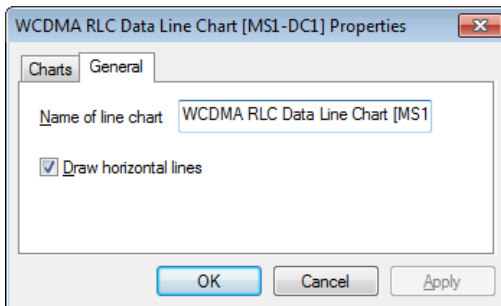 WCDMA RLC Data Line Chart [MS1-DC1] Properties
Charts General
Name of line chart WCDMA RLC Data Line Chart [MS1
Draw horizontal lines
OK Cancel Apply